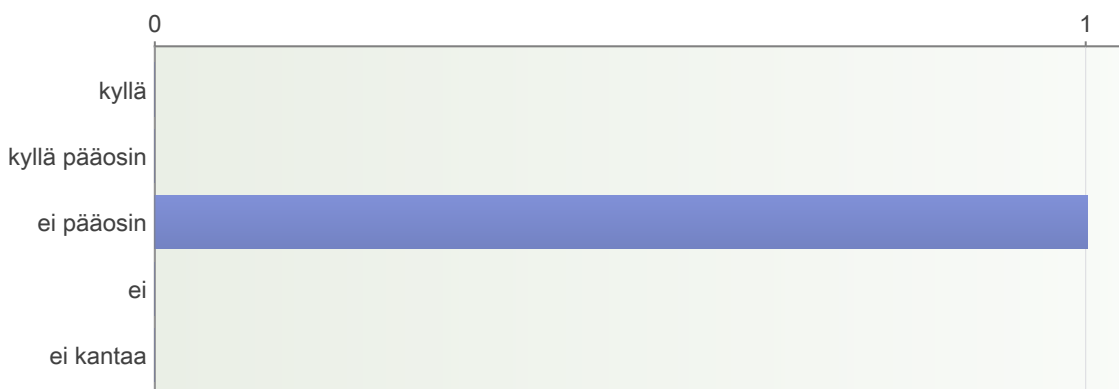 0 1
kyllä
kyllä pääosin
ei pääosin
ei
ei kantaa